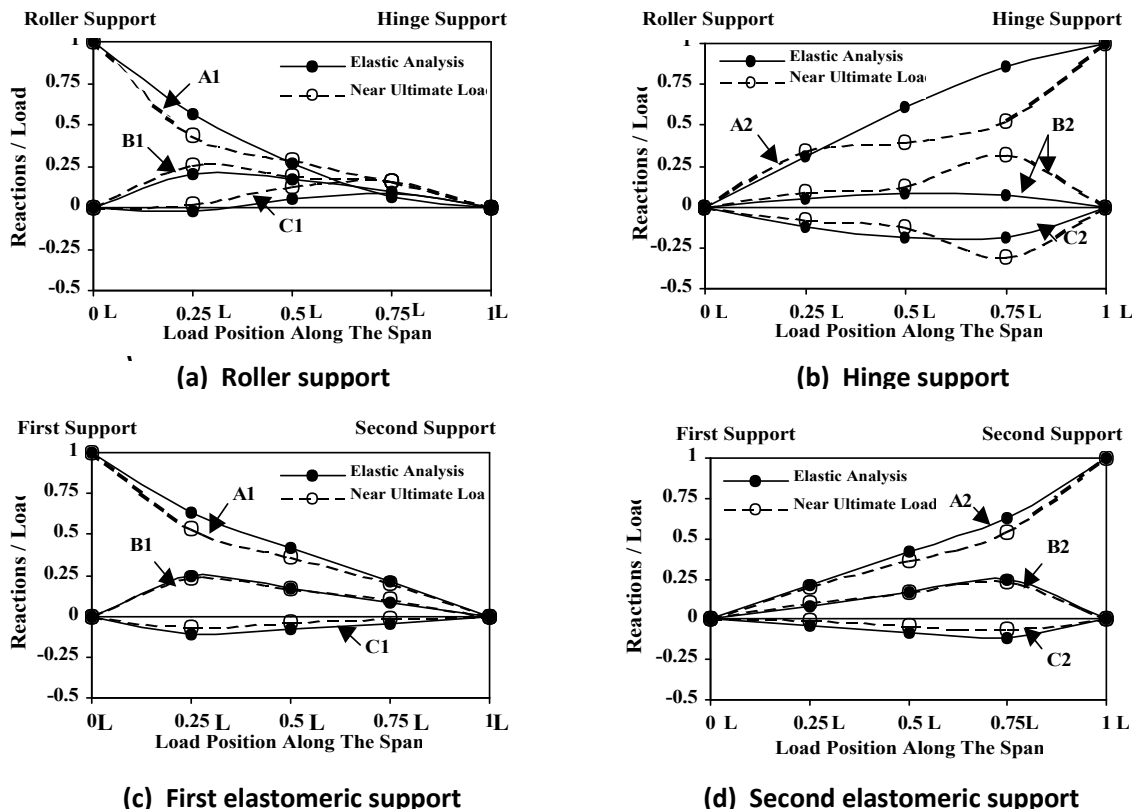 Roller Support Hinge Support
1
0.75
0.5
0.25
0
-0.25
-0.5
Reactions / Load
A1
B1
C1
Elastic Analysis
Near Ultimate Load
0 L 0.25 L 0.5 L 0.75 L 1L
Load Position Along The Span
(a) Roller support
Roller Support Hinge Support
1
0.75
0.5
0.25
0
-0.25
-0.5
Reactions / Load
Elastic Analysis
Near Ultimate Load
A2
B2
C2
0 L 0.25 L 0.5 L 0.75 L 1 L
Load Position Along The Span
(b) Hinge support
First Support Second Support
1
0.75
0.5
0.25
0
-0.25
-0.5
Reactions / Load
Elastic Analysis
Near Ultimate Loa
A1
B1
C1
0L 0.25 L 0.5 L 0.75 L 1L
Load Position Along The Span
(c) First elastomeric support
First Support Second Support
1
0.75
0.5
0.25
0
-0.25
-0.5
Reactions / Load
Elastic Analysis
Near Ultimate Load
A2
B2
C2
0 L 0.25 L 0.5 L 0.75L 1 L
Load Position Along The Span
(d) Second elastomeric support